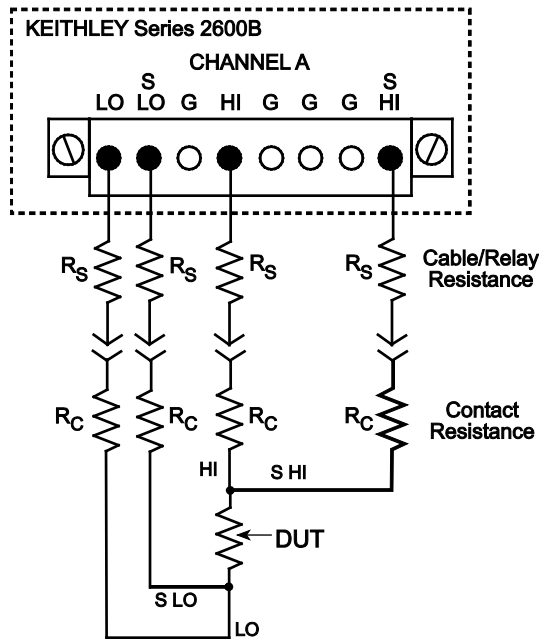 KEITHLEY Series 2600B
CHANNEL A
LO S LO G HI G G G S HI
RS RS RS RS Cable/Relay Resistance
RC RC RC RC Contact Resistance
HI S HI
DUT
S LO
LO